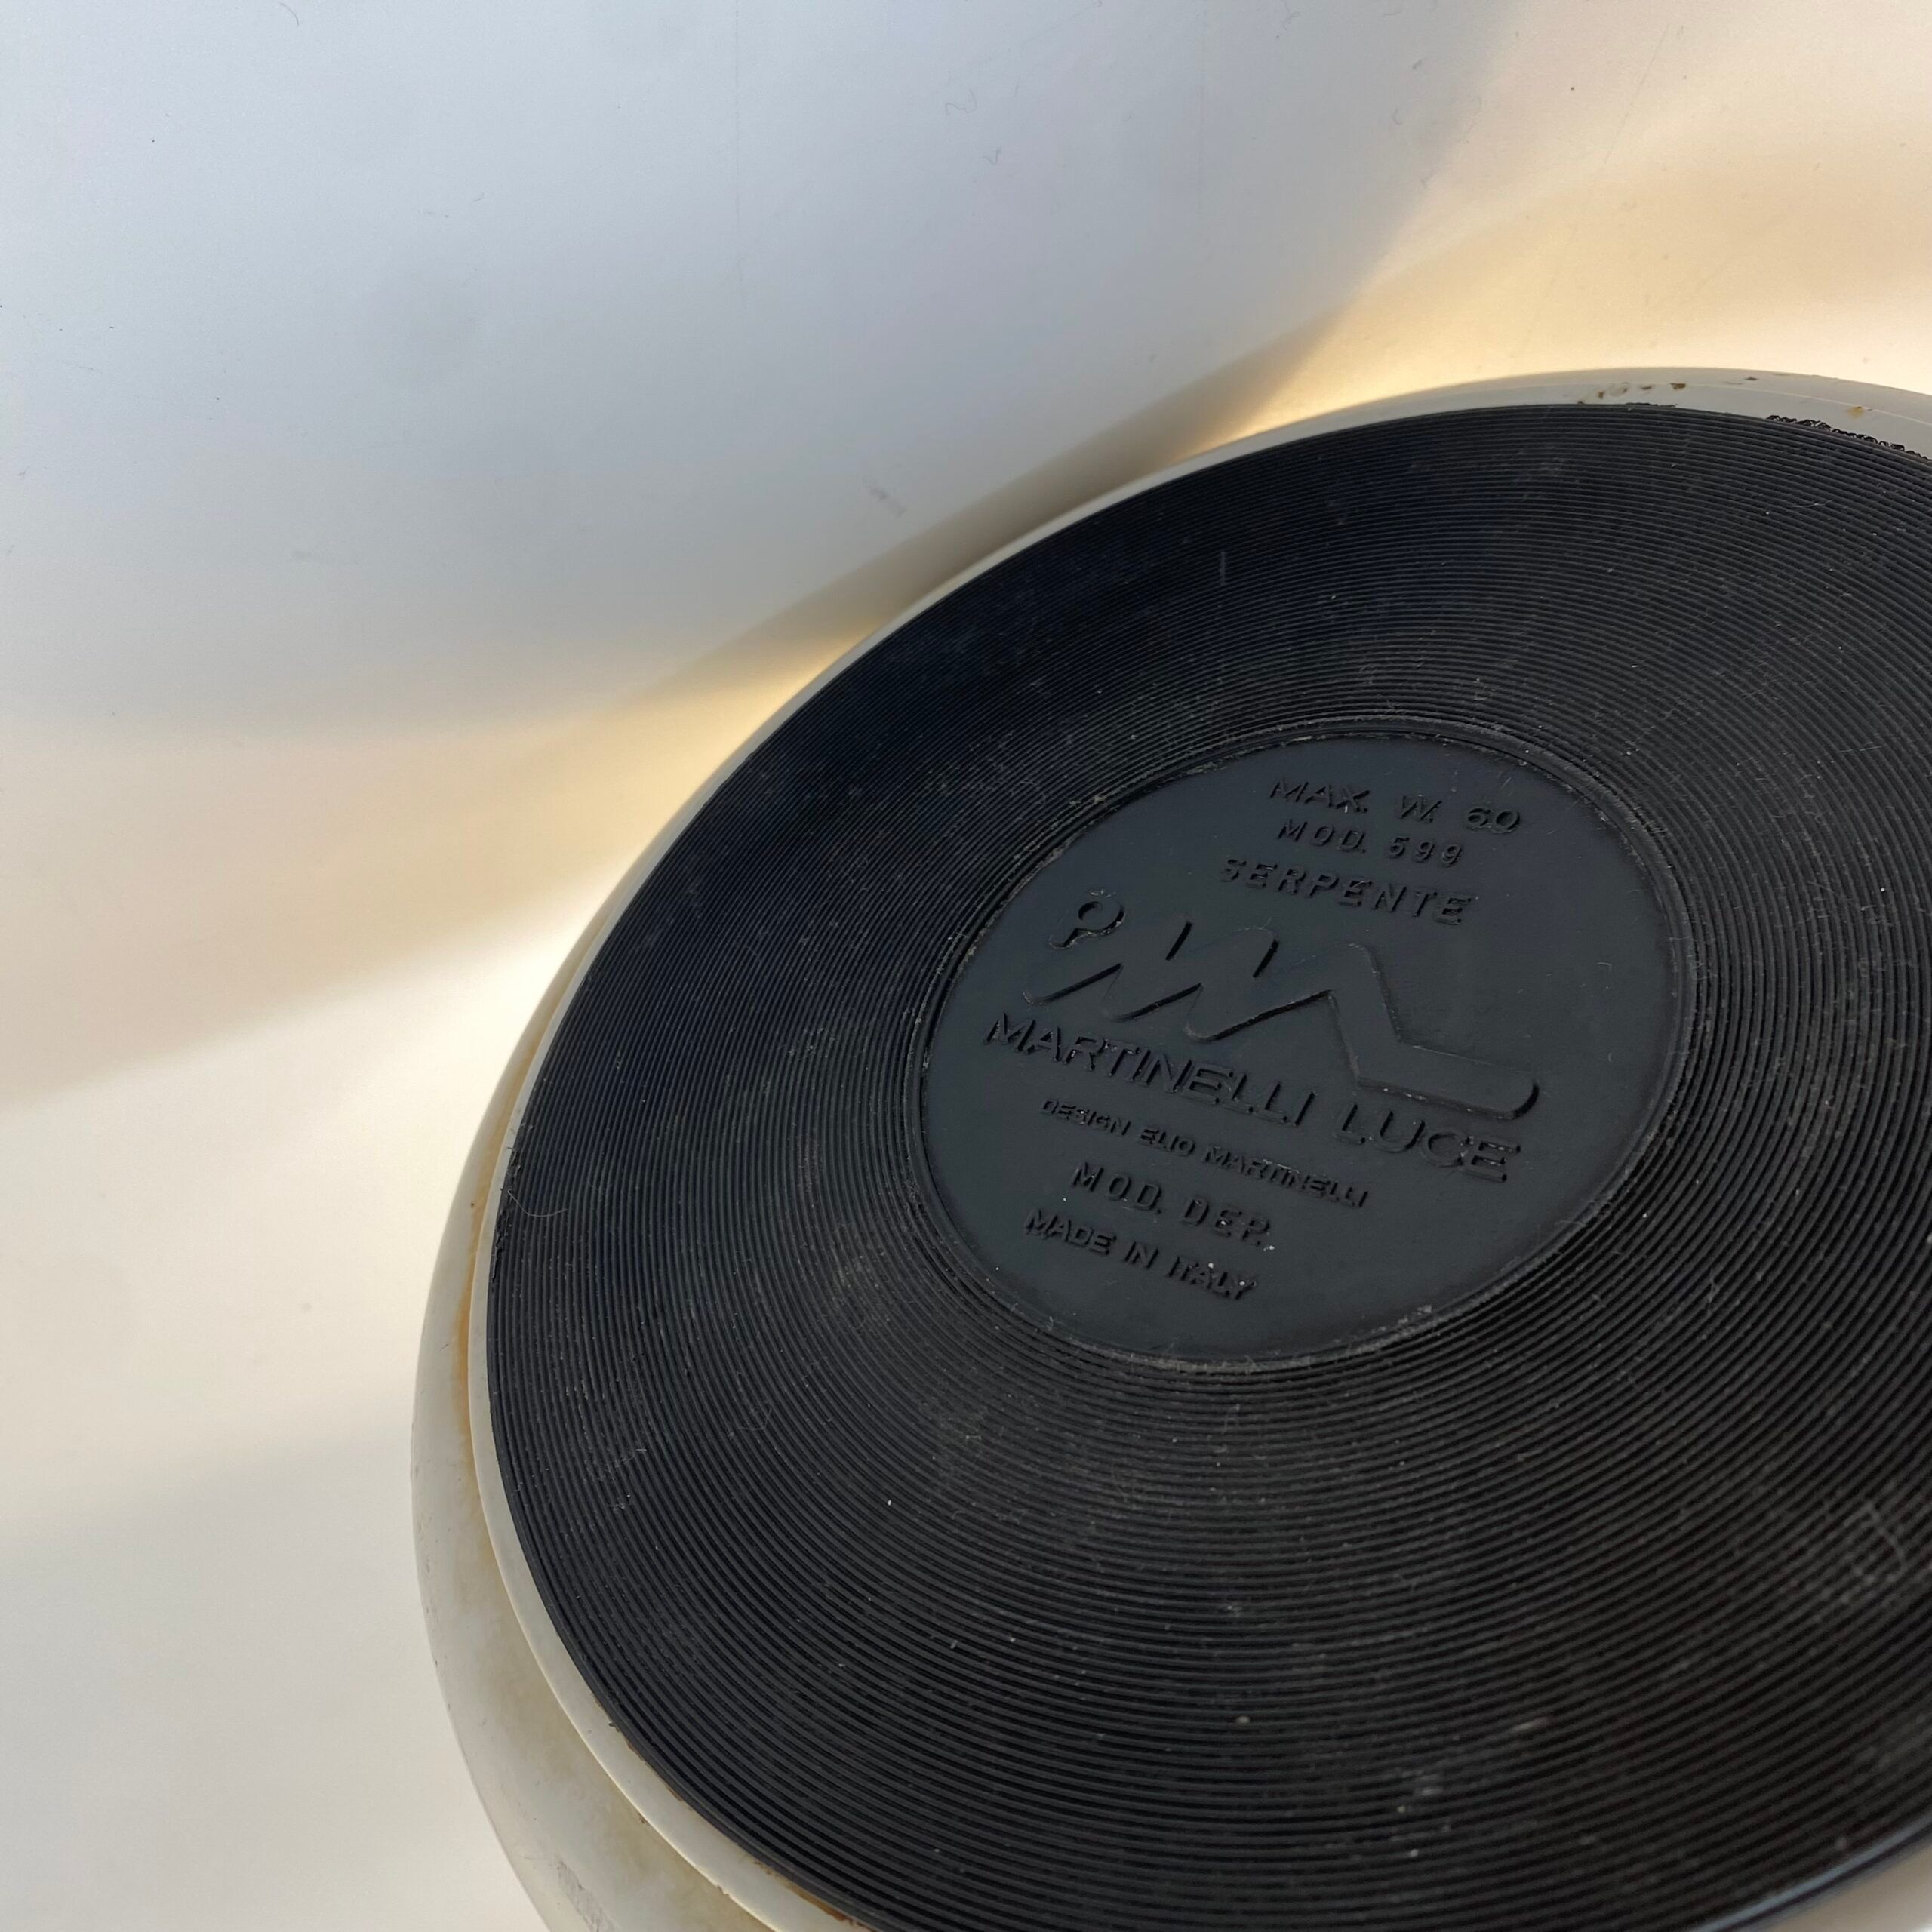 MAX. W. 60
MOD. 599
SERPENTE
MARTINELLI LUCE
DESIGN ELIO MARTINELLI
MOD. DEP.
MADE IN ITALY